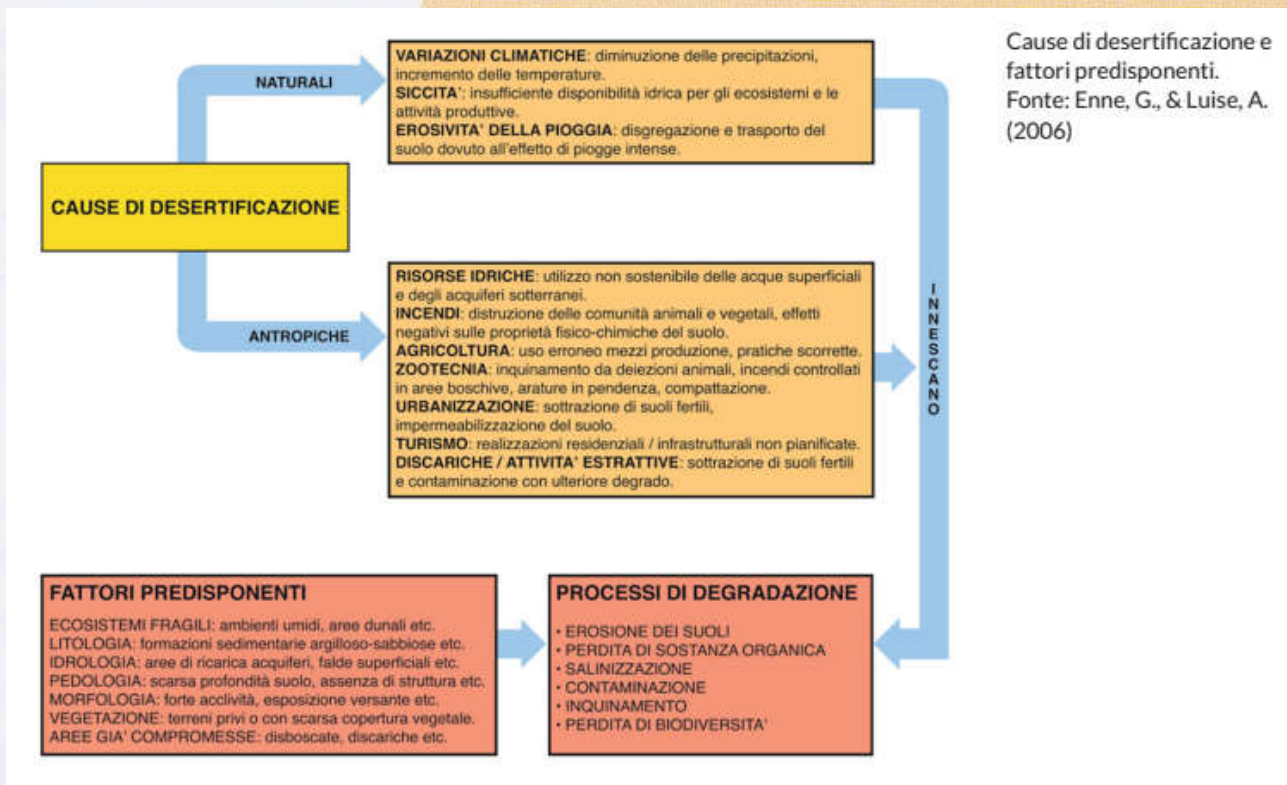 CAUSE DI DESERTIFICAZIONE
NATURALI
VARIAZIONI CLIMATICHE: diminuzione delle precipitazioni,
incremento delle temperature.
SICCITA': insufficiente disponibilità idrica per gli ecosistemi e le
attività produttive.
EROSIVITA' DELLA PIOGGIA: disgregazione e trasporto del
suolo dovuto all'effetto di piogge intense.
ANTROPICHE
RISORSE IDRICHE: utilizzo non sostenibile delle acque superficiali
e degli acquiferi sotterranei.
INCENDI: distruzione delle comunità animali e vegetali, effetti
negativi sulle proprietà fisico-chimiche del suolo.
AGRICOLTURA: uso erroneo mezzi produzione, pratiche scorrette.
ZOOTECNIA: inquinamento da deiezioni animali, incendi controllati
in aree boschive, arature in pendenza, compattazione.
URBANIZZAZIONE: sottrazione di suoli fertili,
impermeabilizzazione del suolo.
TURISMO: realizzazioni residenziali / infrastrutturali non pianificate.
DISCARICHE / ATTIVITA' ESTRATTIVE: sottrazione di suoli fertili
e contaminazione con ulteriore degrado.
INNESCANO
FATTORI PREDISPONENTI
ECOSISTEMI FRAGILI: ambienti umidi, aree dunali etc.
LITOLOGIA: formazioni sedimentarie argilloso-sabbiose etc.
IDROLOGIA: aree di ricarica acquiferi, falde superficiali etc.
PEDOLOGIA: scarsa profondità suolo, assenza di struttura etc.
MORFOLOGIA: forte acclività, esposizione versante etc.
VEGETAZIONE: terreni privi o con scarsa copertura vegetale.
AREE GIA' COMPROMESSE: disboscate, discariche etc.
PROCESSI DI DEGRADAZIONE
• EROSIONE DEI SUOLI
• PERDITA DI SOSTANZA ORGANICA
• SALINIZZAZIONE
• CONTAMINAZIONE
• INQUINAMENTO
• PERDITA DI BIODIVERSITA'
Cause di desertificazione e
fattori predisponenti.
Fonte: Enne, G., & Luise, A.
(2006)